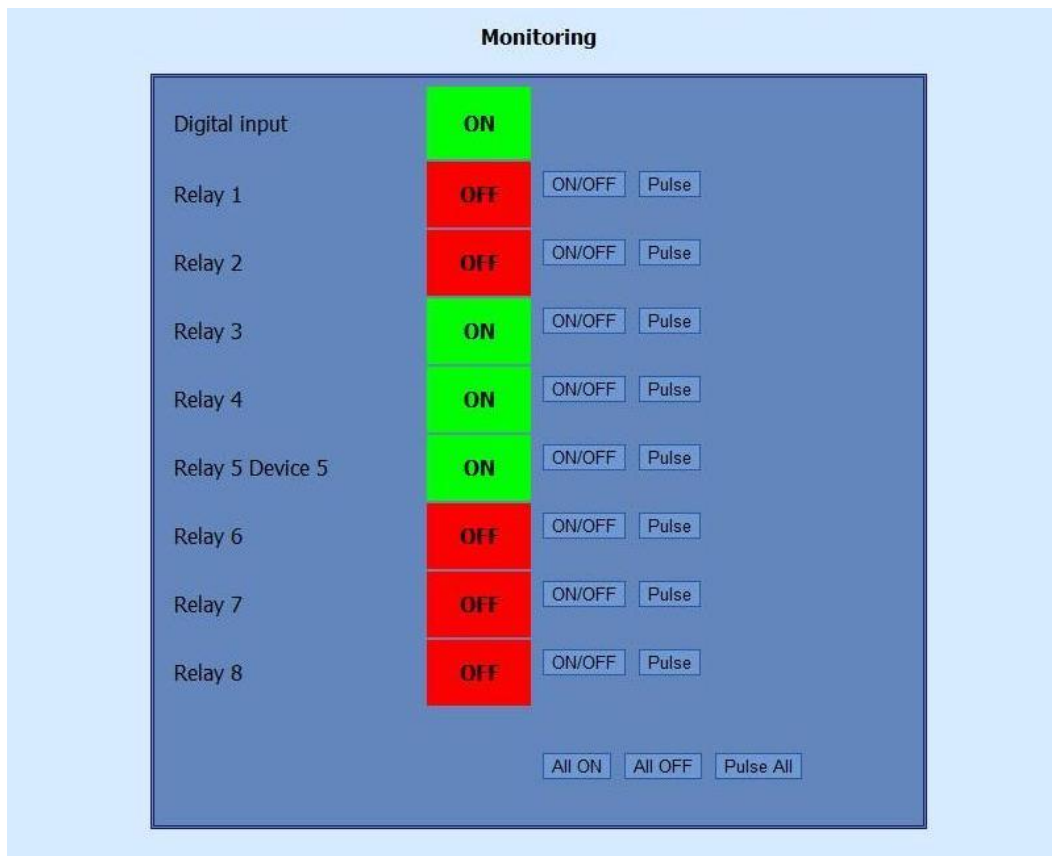 Monitoring
Digital input ON
Relay 1 OFF ON/OFF Pulse
Relay 2 OFF ON/OFF Pulse
Relay 3 ON ON/OFF Pulse
Relay 4 ON ON/OFF Pulse
Relay 5 Device 5 ON ON/OFF Pulse
Relay 6 OFF ON/OFF Pulse
Relay 7 OFF ON/OFF Pulse
Relay 8 OFF ON/OFF Pulse
All ON All OFF Pulse All